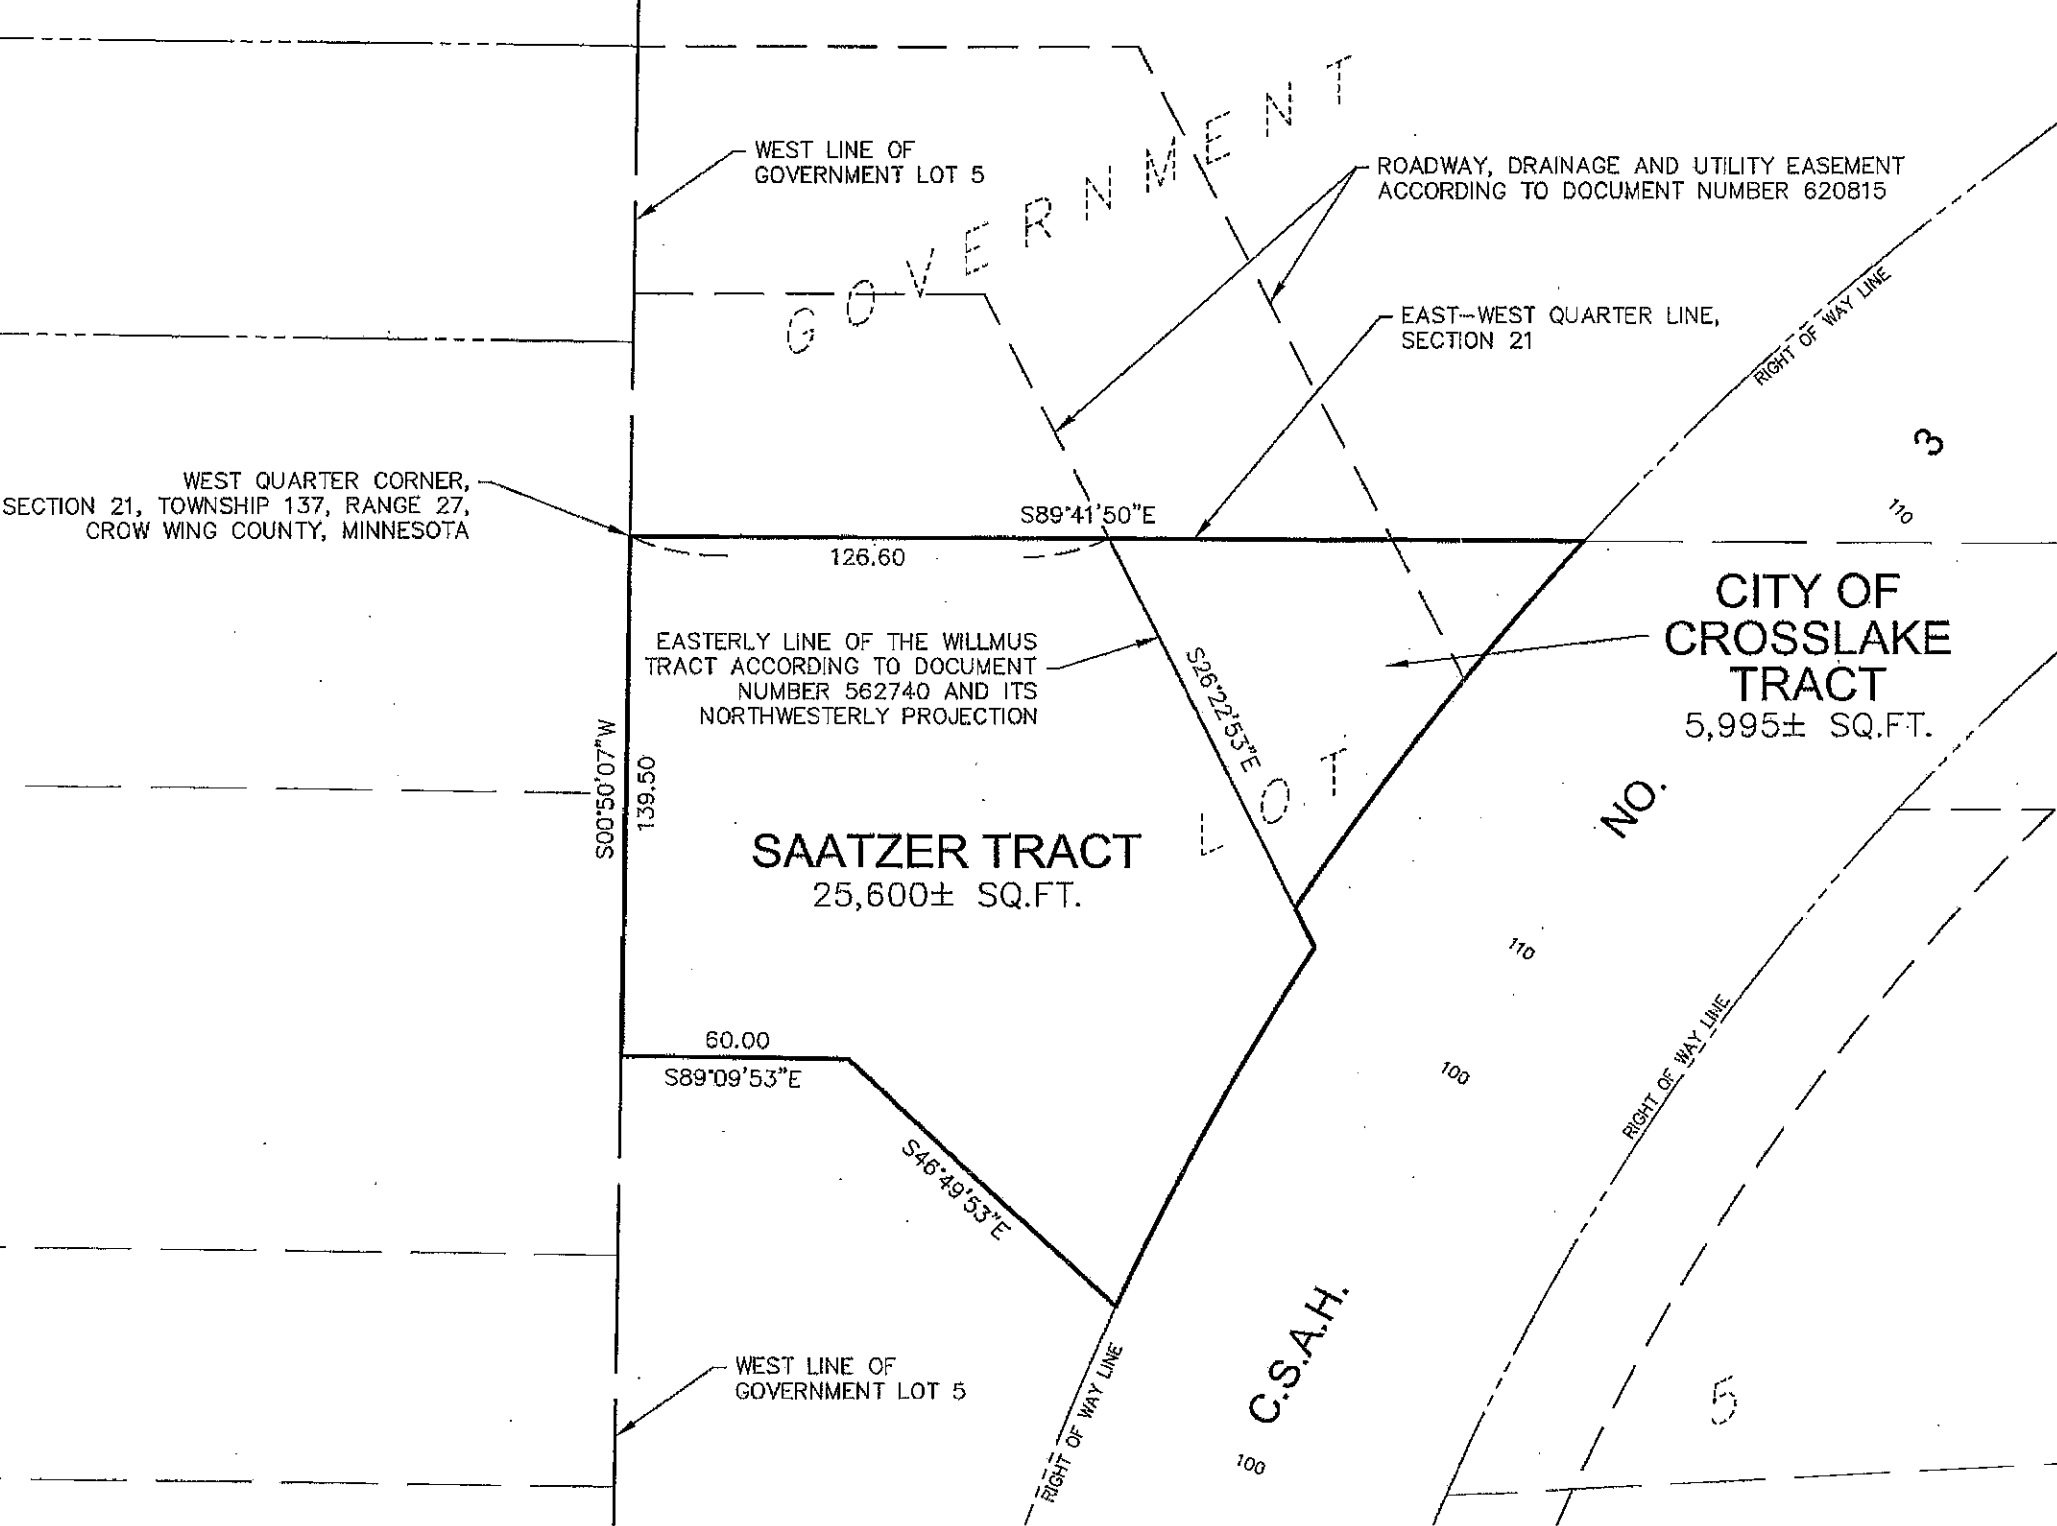 WEST LINE OF
GOVERNMENT LOT 5
GOVERNMENT
ROADWAY, DRAINAGE AND UTILITY EASEMENT
ACCORDING TO DOCUMENT NUMBER 620815
EAST-WEST QUARTER LINE,
SECTION 21
RIGHT OF WAY LINE
3
110
WEST QUARTER CORNER,
SECTION 21, TOWNSHIP 137, RANGE 27,
CROW WING COUNTY, MINNESOTA
S89°41'50"E
126.60
CITY OF
CROSSLAKE
TRACT
5,995± SQ.FT.
EASTERLY LINE OF THE WILLMUS
TRACT ACCORDING TO DOCUMENT
NUMBER 562740 AND ITS
NORTHWESTERLY PROJECTION
S26°22'53"E
S00°50'07"W
139.50
LOT
NO.
SAATZER TRACT
25,600± SQ.FT.
110
60.00
S89°09'53"E
100
RIGHT OF WAY LINE
S46°49'53"E
C.S.A.H.
WEST LINE OF
GOVERNMENT LOT 5
RIGHT OF WAY LINE
5
100